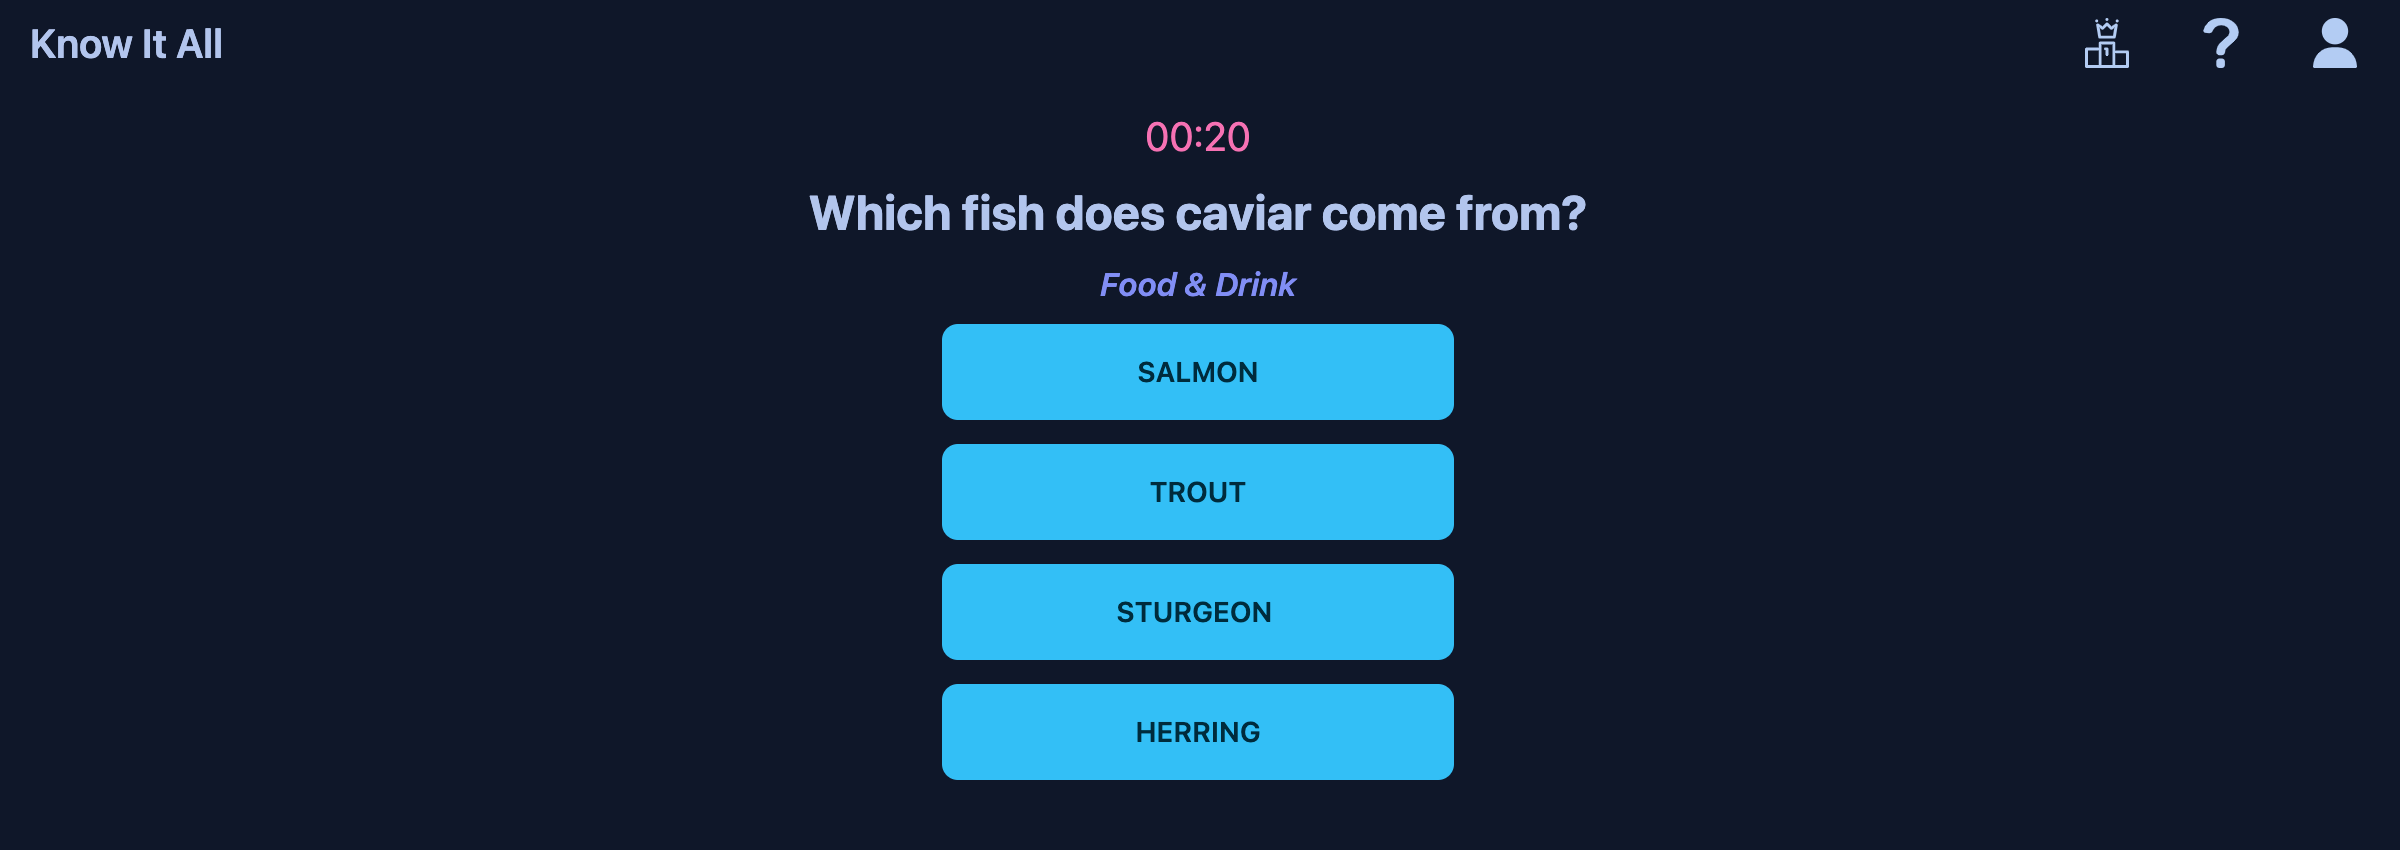 Know It All
00:20
Which fish does caviar come from?
Food & Drink
SALMON
TROUT
STURGEON
HERRING